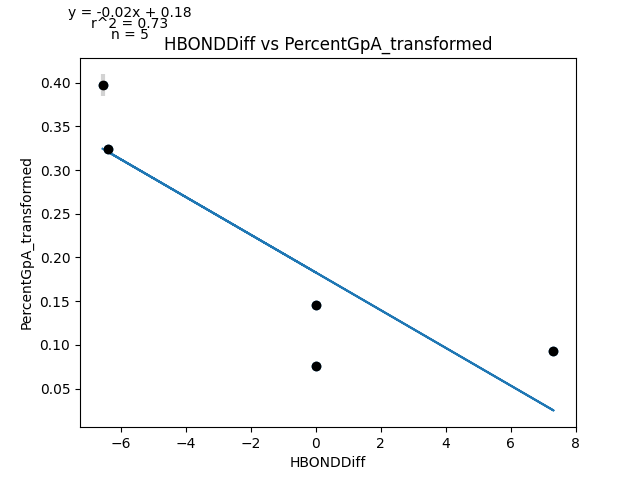 y = -0.02x + 0.18
r^2 = 0.73
n = 5
HBONDDiff vs PercentGpA_transformed
PercentGpA_transformed
0.40
0.35
0.30
0.25
0.20
0.15
0.10
0.05
−6
−4
−2
0
2
4
6
8
HBONDDiff